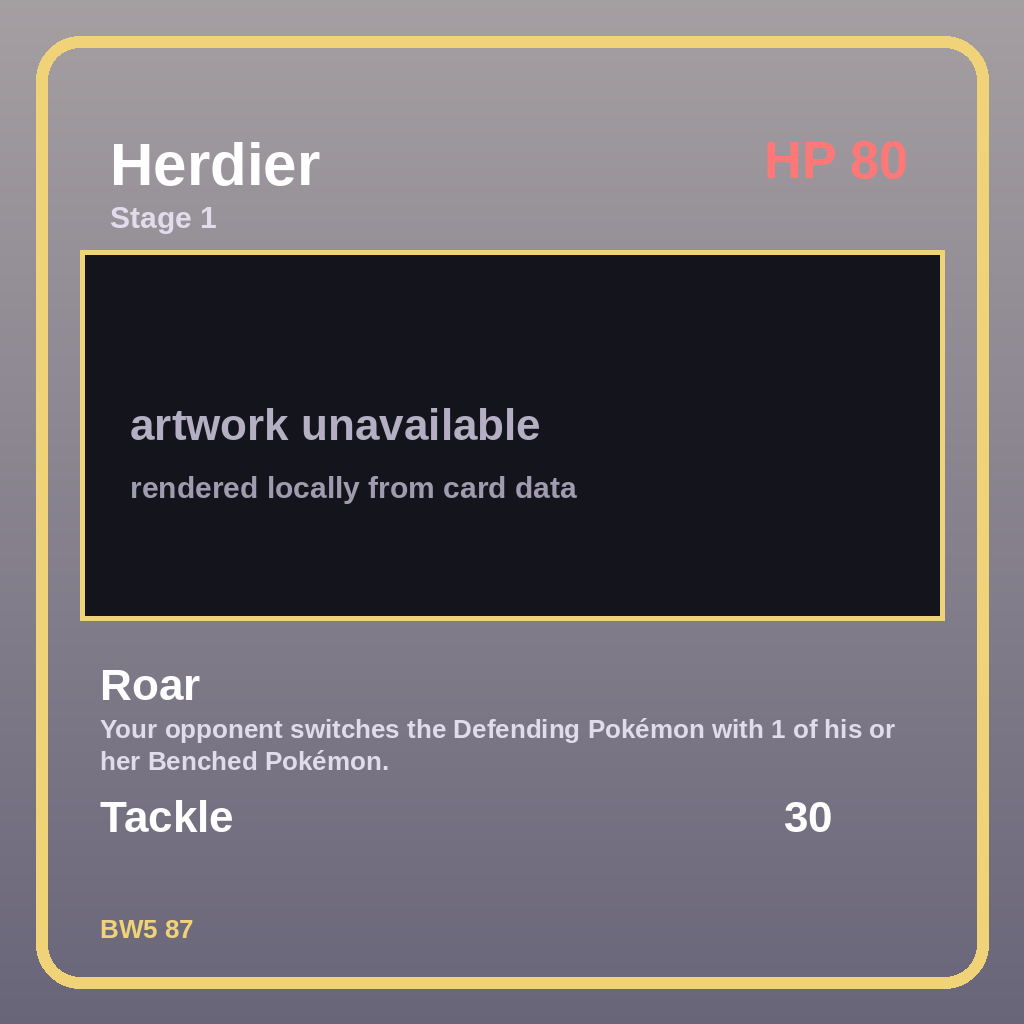 Herdier
HP 80
Stage 1
artwork unavailable
rendered locally from card data
Roar
Your opponent switches the Defending Pokémon with 1 of his or
her Benched Pokémon.
Tackle 30
BW5 87